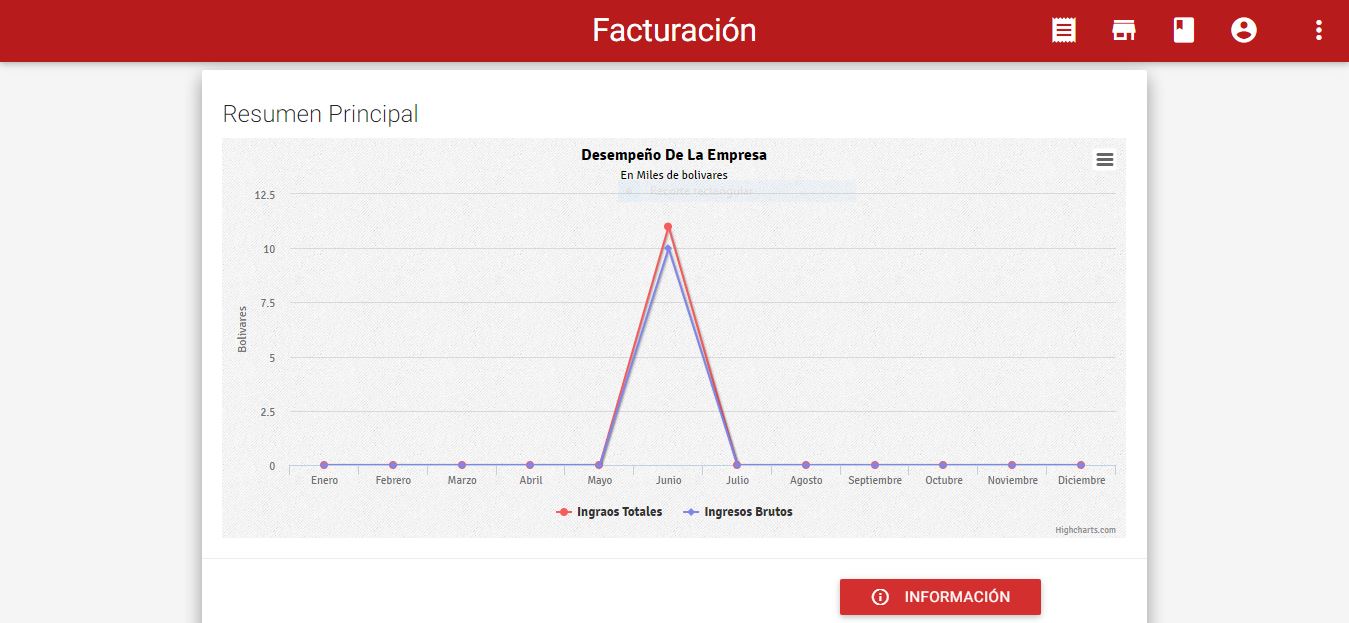 Facturación
Resumen Principal
Desempeño De La Empresa
En Miles de bolivares
Recorte rectangular
12.5
10
7.5
5
2.5
0
Bolivares
Enero Febrero Marzo Abril Mayo Junio Julio Agosto Septiembre Octubre Noviembre Diciembre
Ingraos Totales Ingresos Brutos
Highcharts.com
INFORMACIÓN